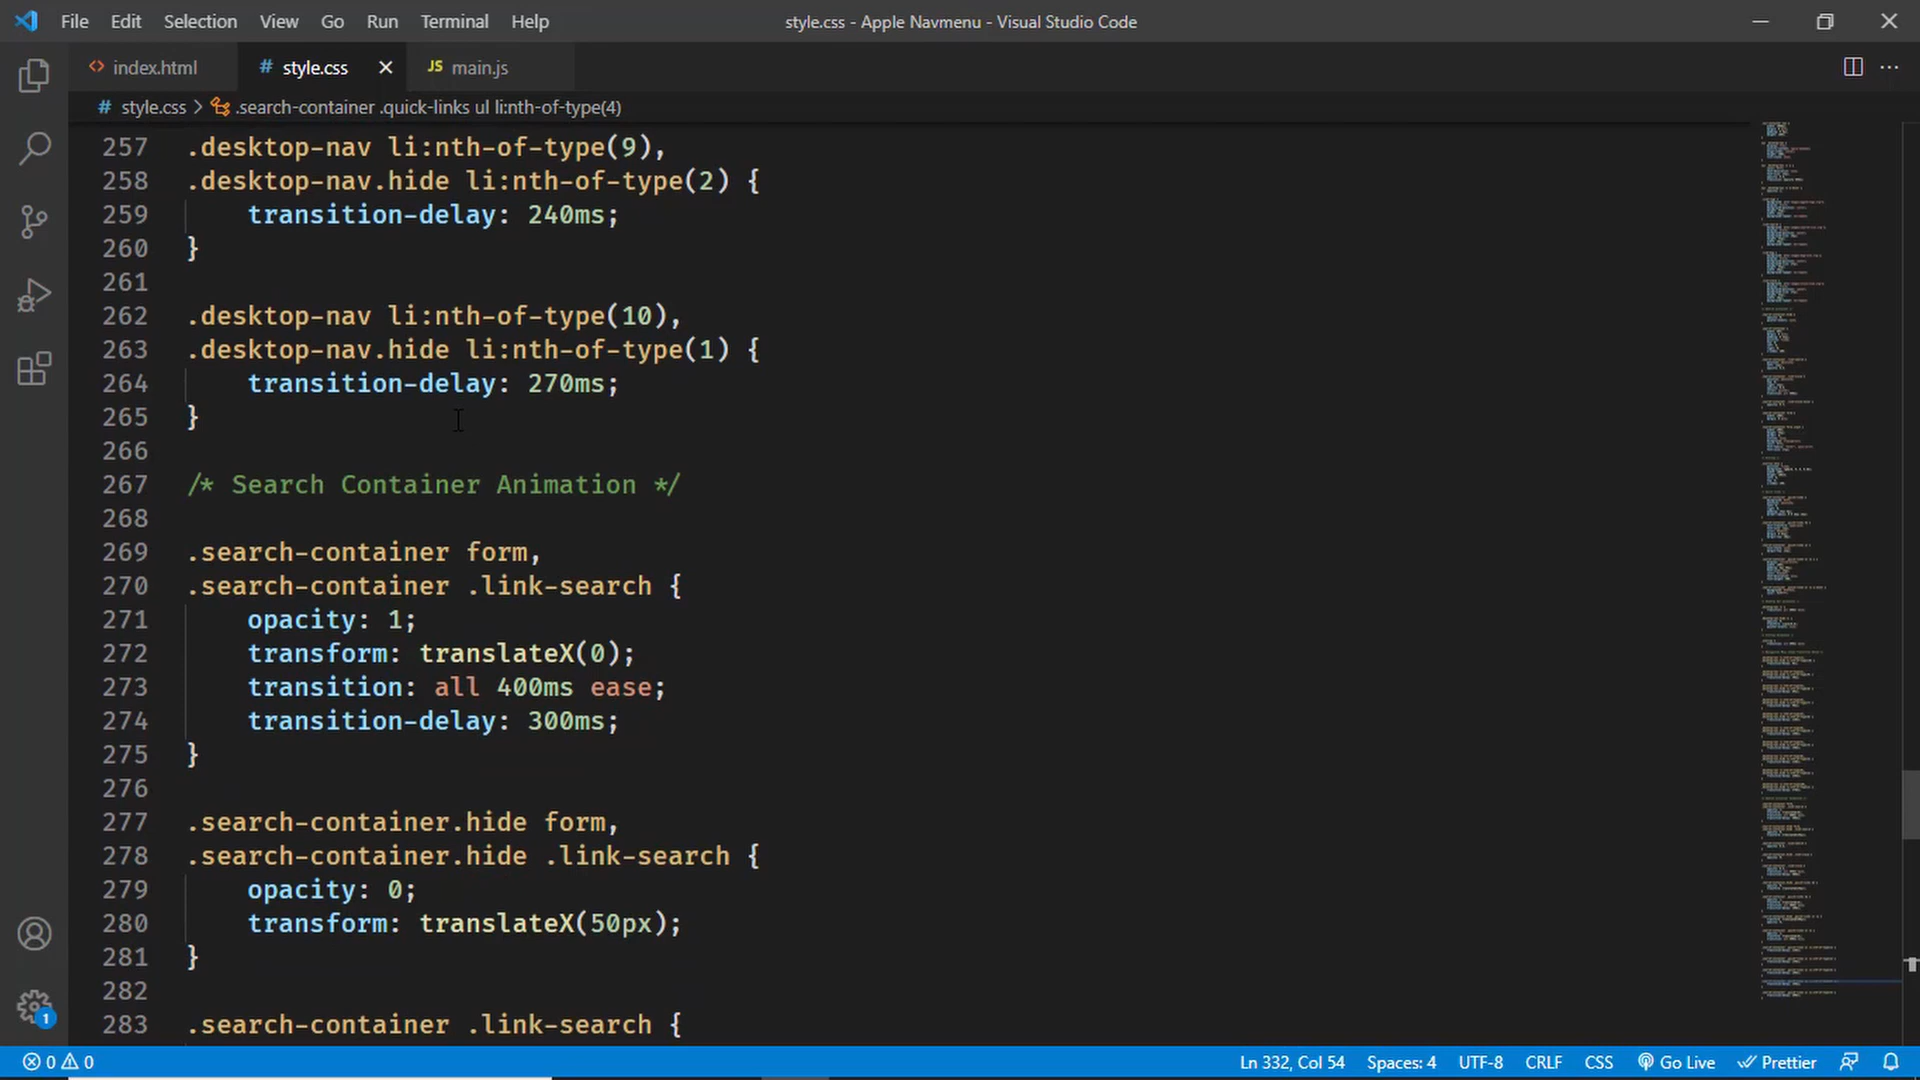 File Edit Selection View Go Run Terminal Help style.css - Apple Navmenu - Visual Studio Code
index.html # style.css JS main.js
# style.css > .search-container .quick-links ul li:nth-of-type(4)
257 .desktop-nav li:nth-of-type(9),
258 .desktop-nav.hide li:nth-of-type(2) {
259 transition-delay: 240ms;
260 }
261
262 .desktop-nav li:nth-of-type(10),
263 .desktop-nav.hide li:nth-of-type(1) {
264 transition-delay: 270ms;
265 }
266
267 /* Search Container Animation */
268
269 .search-container form,
270 .search-container .link-search {
271 opacity: 1;
272 transform: translateX(0);
273 transition: all 400ms ease;
274 transition-delay: 300ms;
275 }
276
277 .search-container.hide form,
278 .search-container.hide .link-search {
279 opacity: 0;
280 transform: translateX(50px);
281 }
282
283 .search-container .link-search {
1
0 0 Ln 332, Col 54 Spaces: 4 UTF-8 CRLF CSS Go Live Prettier